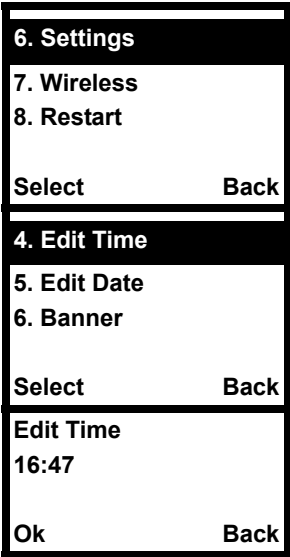 6. Settings
7. Wireless
8. Restart
Select Back
4. Edit Time
5. Edit Date
6. Banner
Select Back
Edit Time
16:47
Ok Back